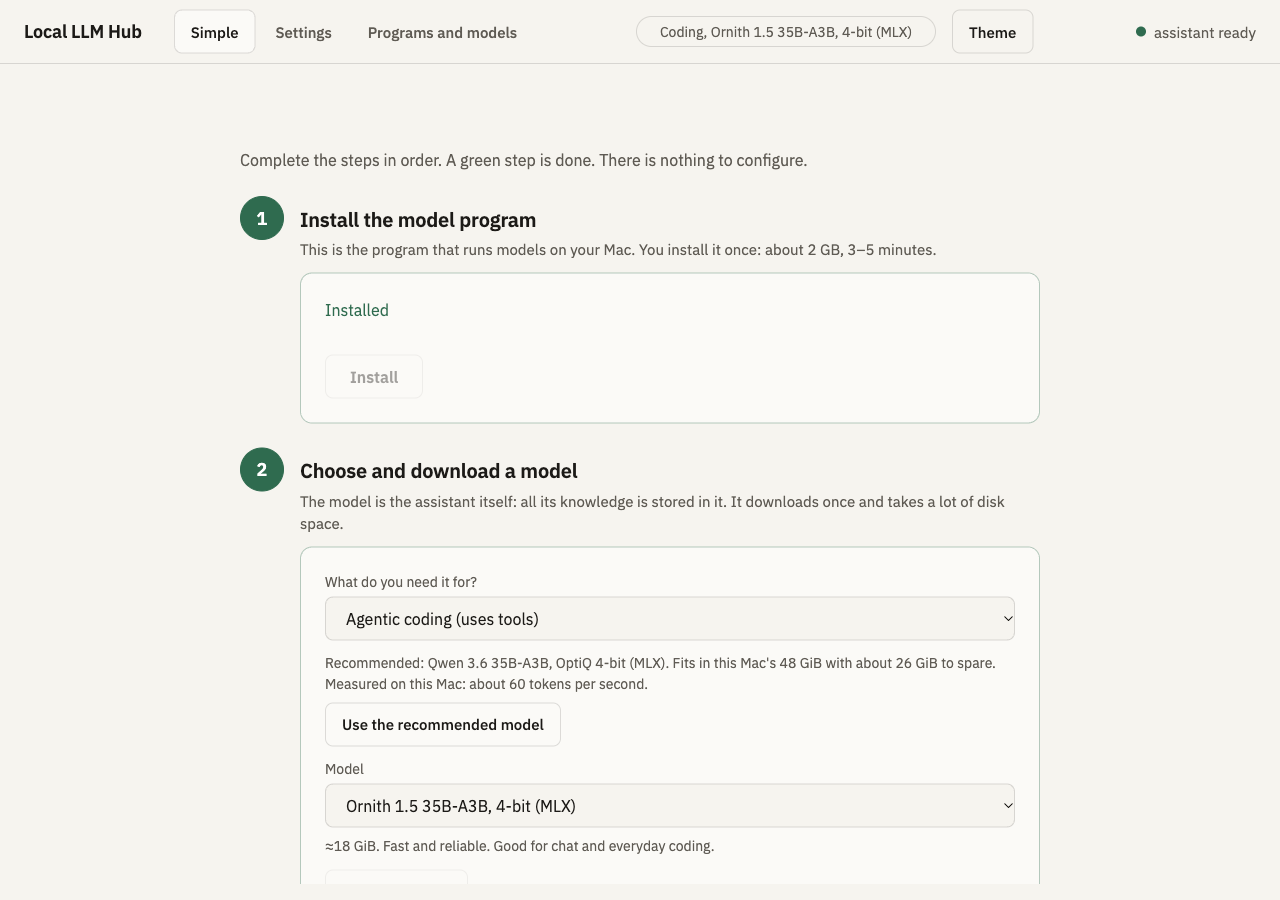 Local LLM Hub
Simple
Settings
Programs and models
Coding, Ornith 1.5 35B-A3B, 4-bit (MLX)
Theme
assistant ready
Complete the steps in order. A green step is done. There is nothing to configure.
1
Install the model program
This is the program that runs models on your Mac. You install it once: about 2 GB, 3–5 minutes.
Installed
Install
2
Choose and download a model
The model is the assistant itself: all its knowledge is stored in it. It downloads once and takes a lot of disk
space.
What do you need it for?
Agentic coding (uses tools)
Recommended: Qwen 3.6 35B-A3B, OptiQ 4-bit (MLX). Fits in this Mac's 48 GiB with about 26 GiB to spare.
Measured on this Mac: about 60 tokens per second.
Use the recommended model
Model
Ornith 1.5 35B-A3B, 4-bit (MLX)
≈18 GiB. Fast and reliable. Good for chat and everyday coding.